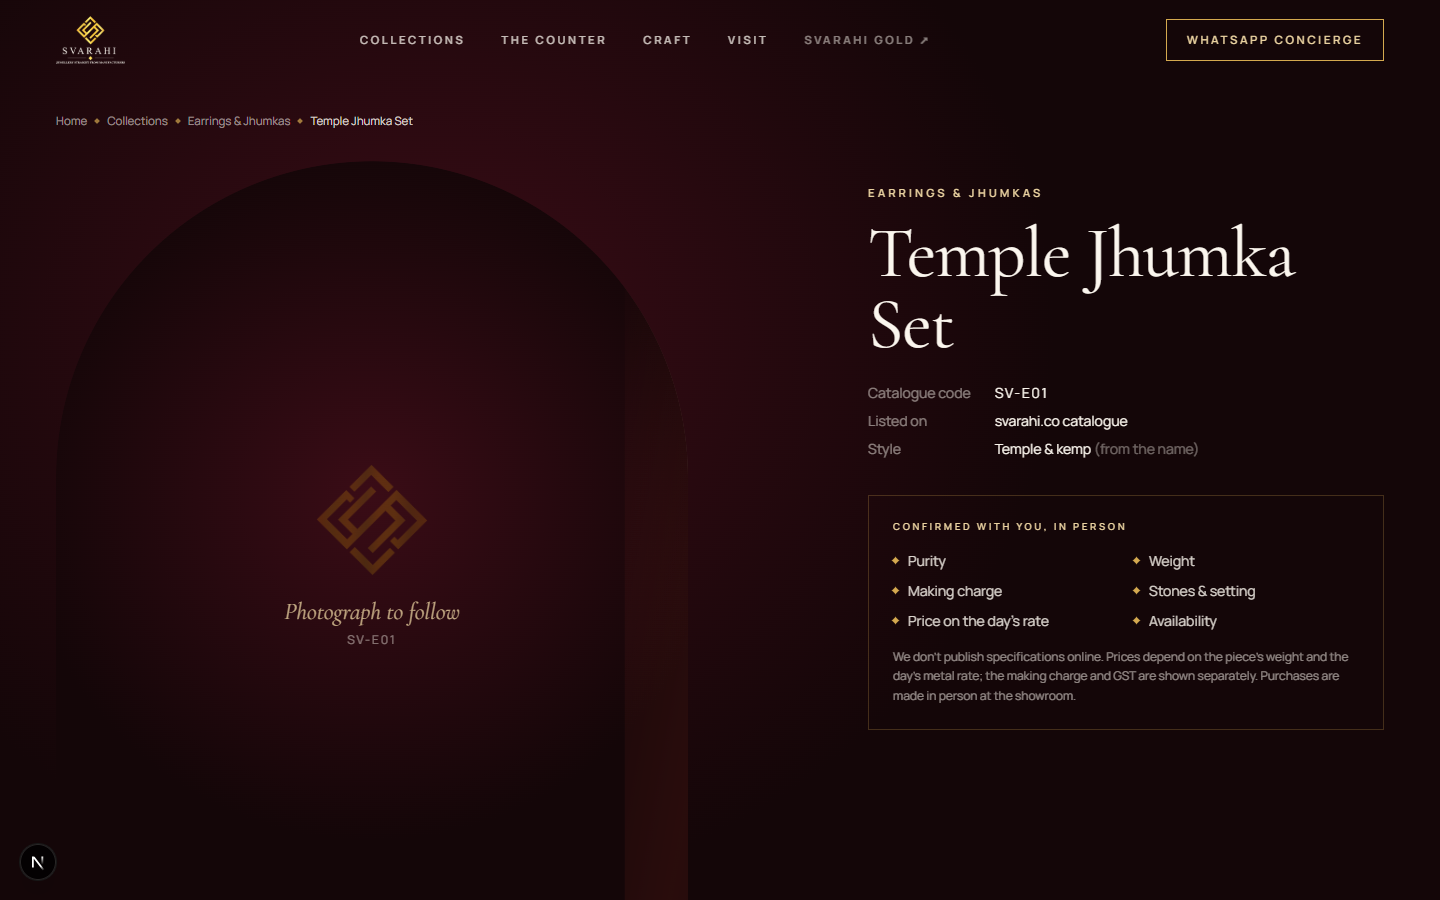 SVARAHI
COLLECTIONS
THE COUNTER
CRAFT
VISIT
SVARAHI GOLD ↗
WHATSAPP CONCIERGE
Home ◆ Collections ◆ Earrings & Jhumkas ◆ Temple Jhumka Set
Photograph to follow
SV-E01
EARRINGS & JHUMKAS
Temple Jhumka
Set
Catalogue code SV-E01
Listed on svarahi.co catalogue
Style Temple & kemp (from the name)
CONFIRMED WITH YOU, IN PERSON
Purity
Weight
Making charge
Stones & setting
Price on the day's rate
Availability
We don't publish specifications online. Prices depend on the piece's weight and the
day's metal rate; the making charge and GST are shown separately. Purchases are
made in person at the showroom.
N